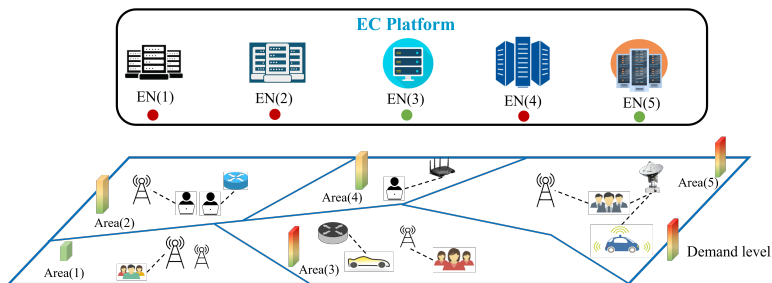 EC Platform
EN(1)
EN(2)
EN(3)
EN(4)
EN(5)
Area(2)
Area(4)
Area(5)
Area(1)
Area(3)
Demand level